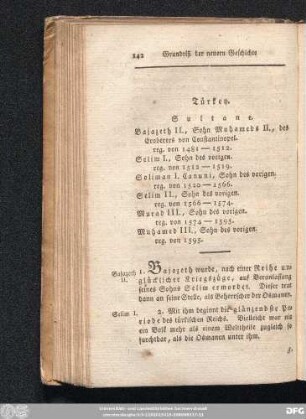 142 Grundriß der neuern Geschichte
Türkey.
Sultane.
Bajazeth II., Sohn Muhameds II., des
Eroberers von Constantinopel.
reg. von 1481 — 1512.
Selim I., Sohn des vorigen.
reg. von 1512 — 1519.
Soliman I. Canuni, Sohn des vorigen.
reg. von 1520 — 1566.
Selim II., Sohn des vorigen.
reg. von 1566 — 1574.
Murad III., Sohn des vorigen.
reg. von 1574 — 1595.
Muhamed III., Sohn des vorigen.
reg. von 1595.
Bajazeth II.
1. Bajazeth wurde, nach einer Reihe un
glücklicher Kriegszüge, auf Veranlassung
seines Sohns Selim ermordet. Dieser trat
dann an seine Stelle, als Beherrscher der Osmanen.
Selim I.
2. Mit ihm beginnt die glänzendste Pe
riode des türkischen Reichs. Vielleicht war nie
ein Volk mehr als einem Welttheile zugleich so
furchtbar, als die Osmanen unter ihm.